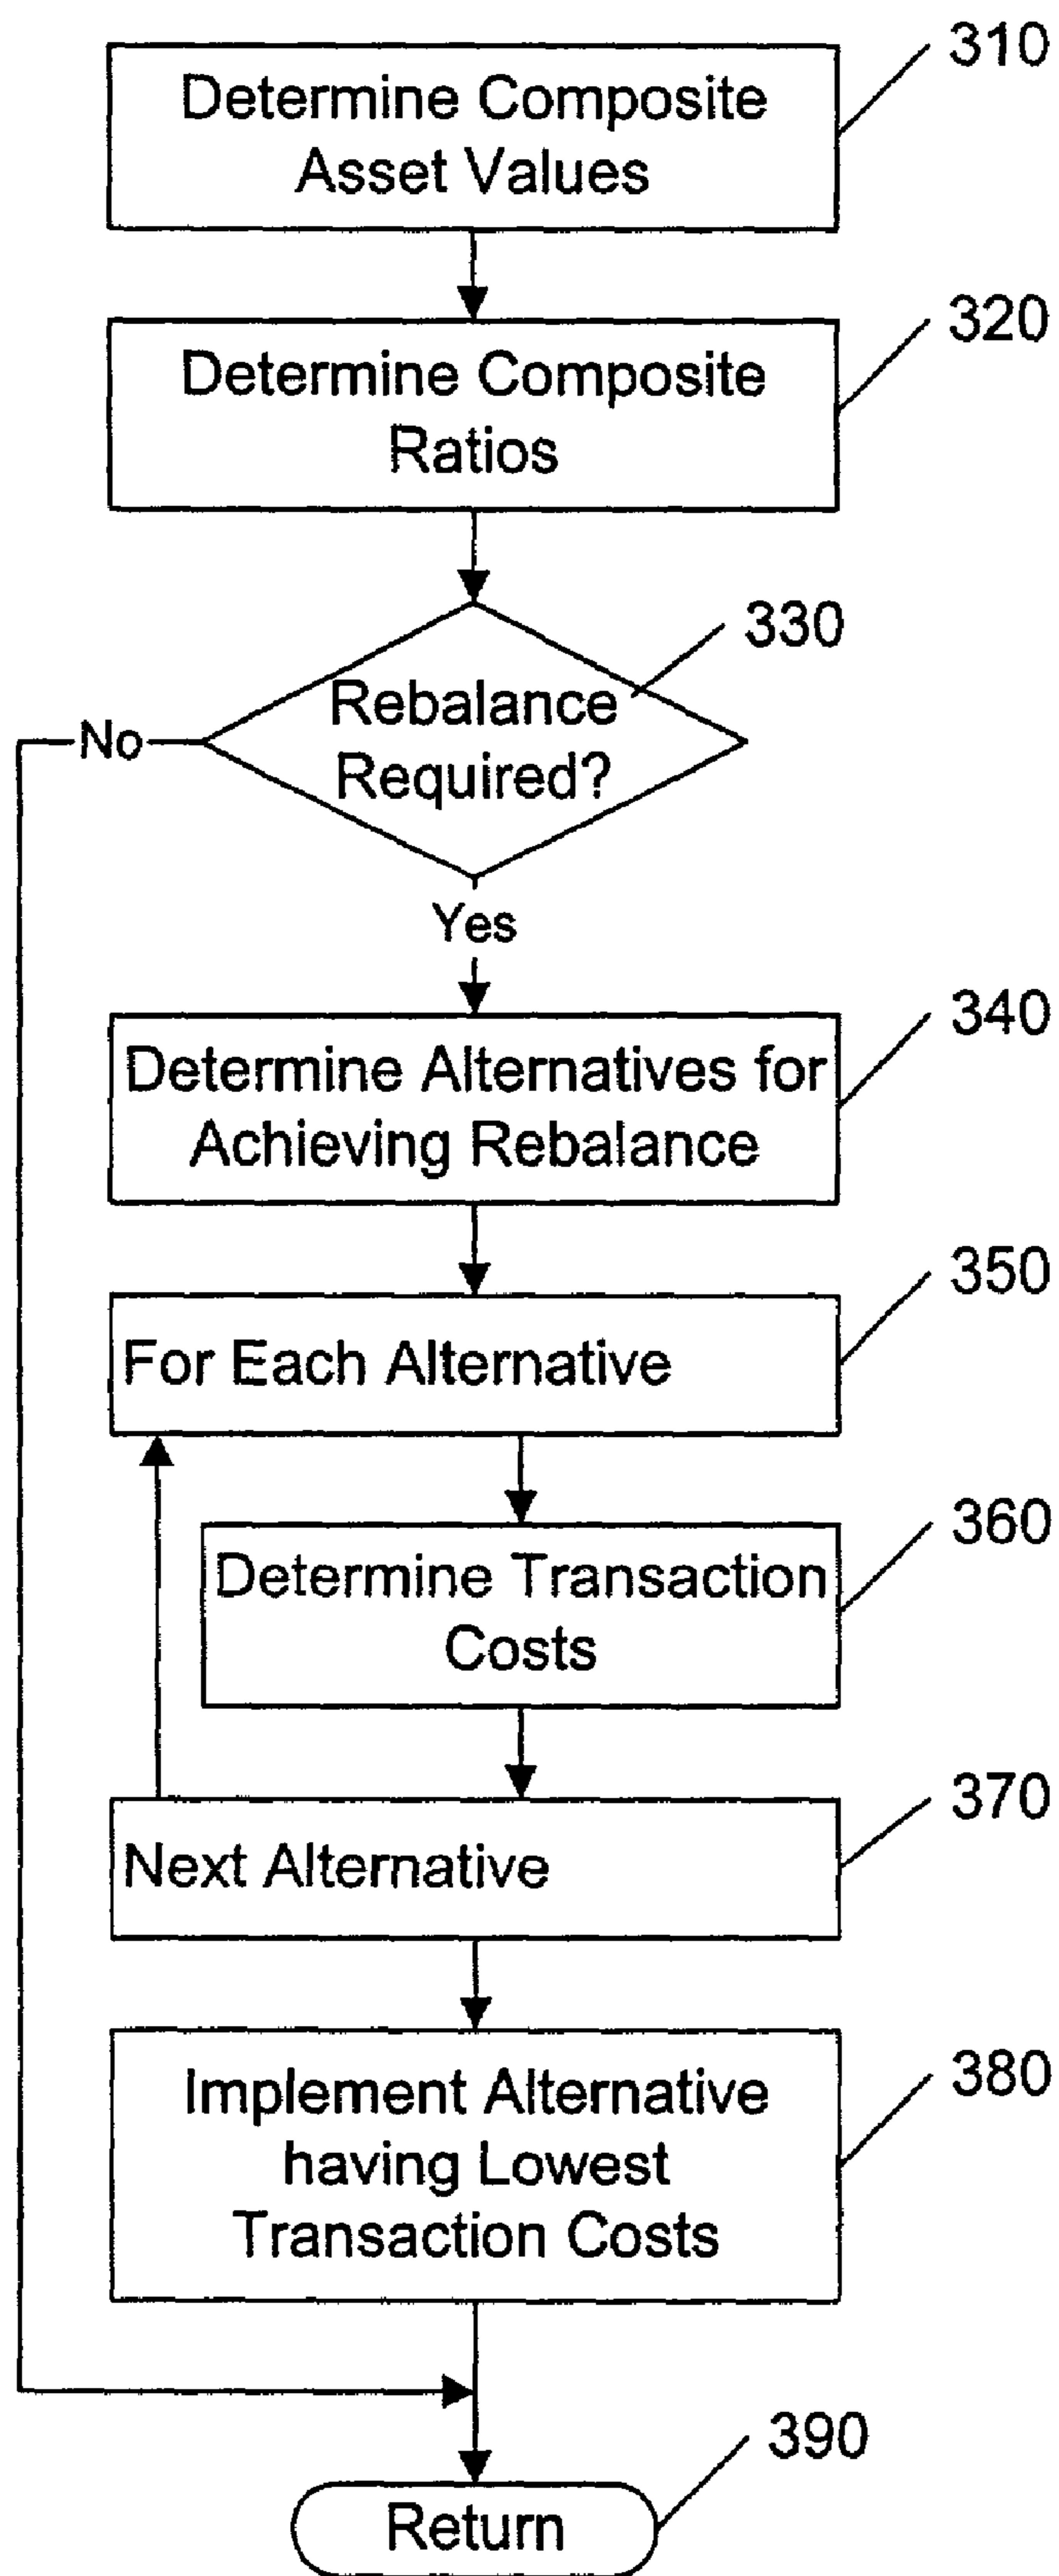 310
Determine Composite
Asset Values
320
Determine Composite
Ratios
330
Rebalance
Required?
No
Yes
340
Determine Alternatives for
Achieving Rebalance
350
For Each Alternative
360
Determine Transaction
Costs
370
Next Alternative
380
Implement Alternative
having Lowest
Transaction Costs
390
Return